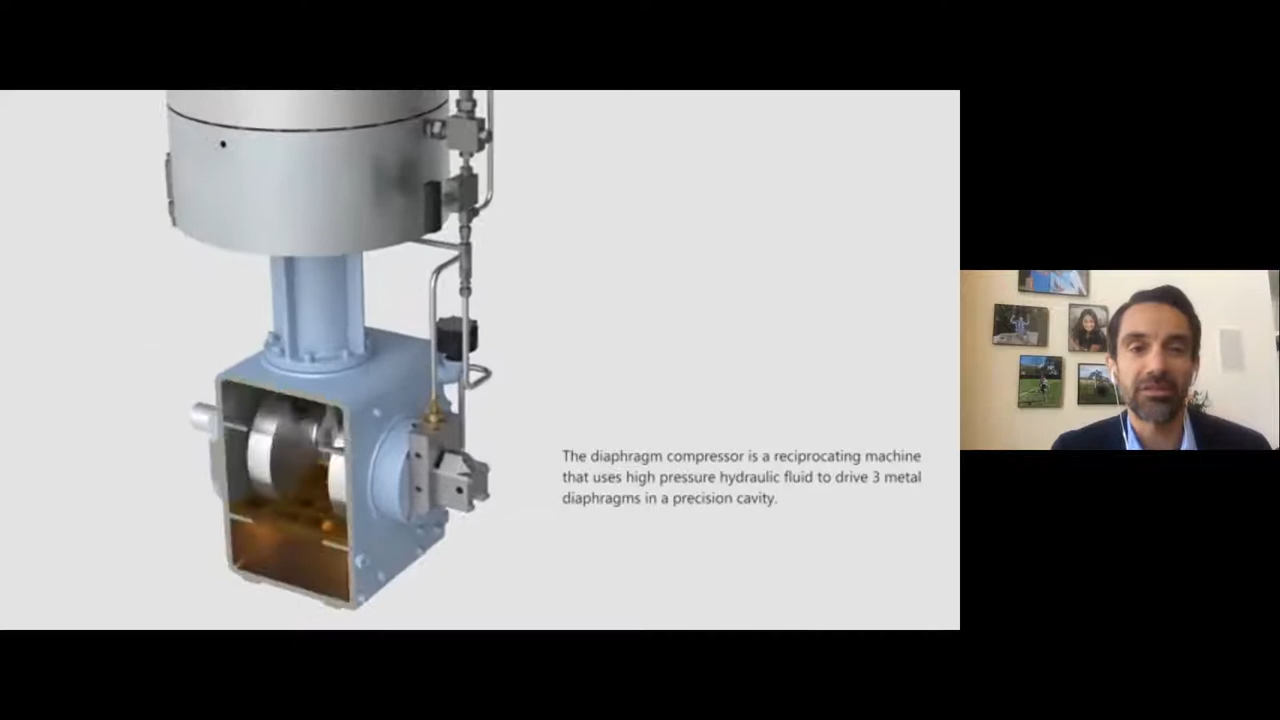 The diaphragm compressor is a reciprocating machine
that uses high pressure hydraulic fluid to drive 3 metal
diaphragms in a precision cavity.